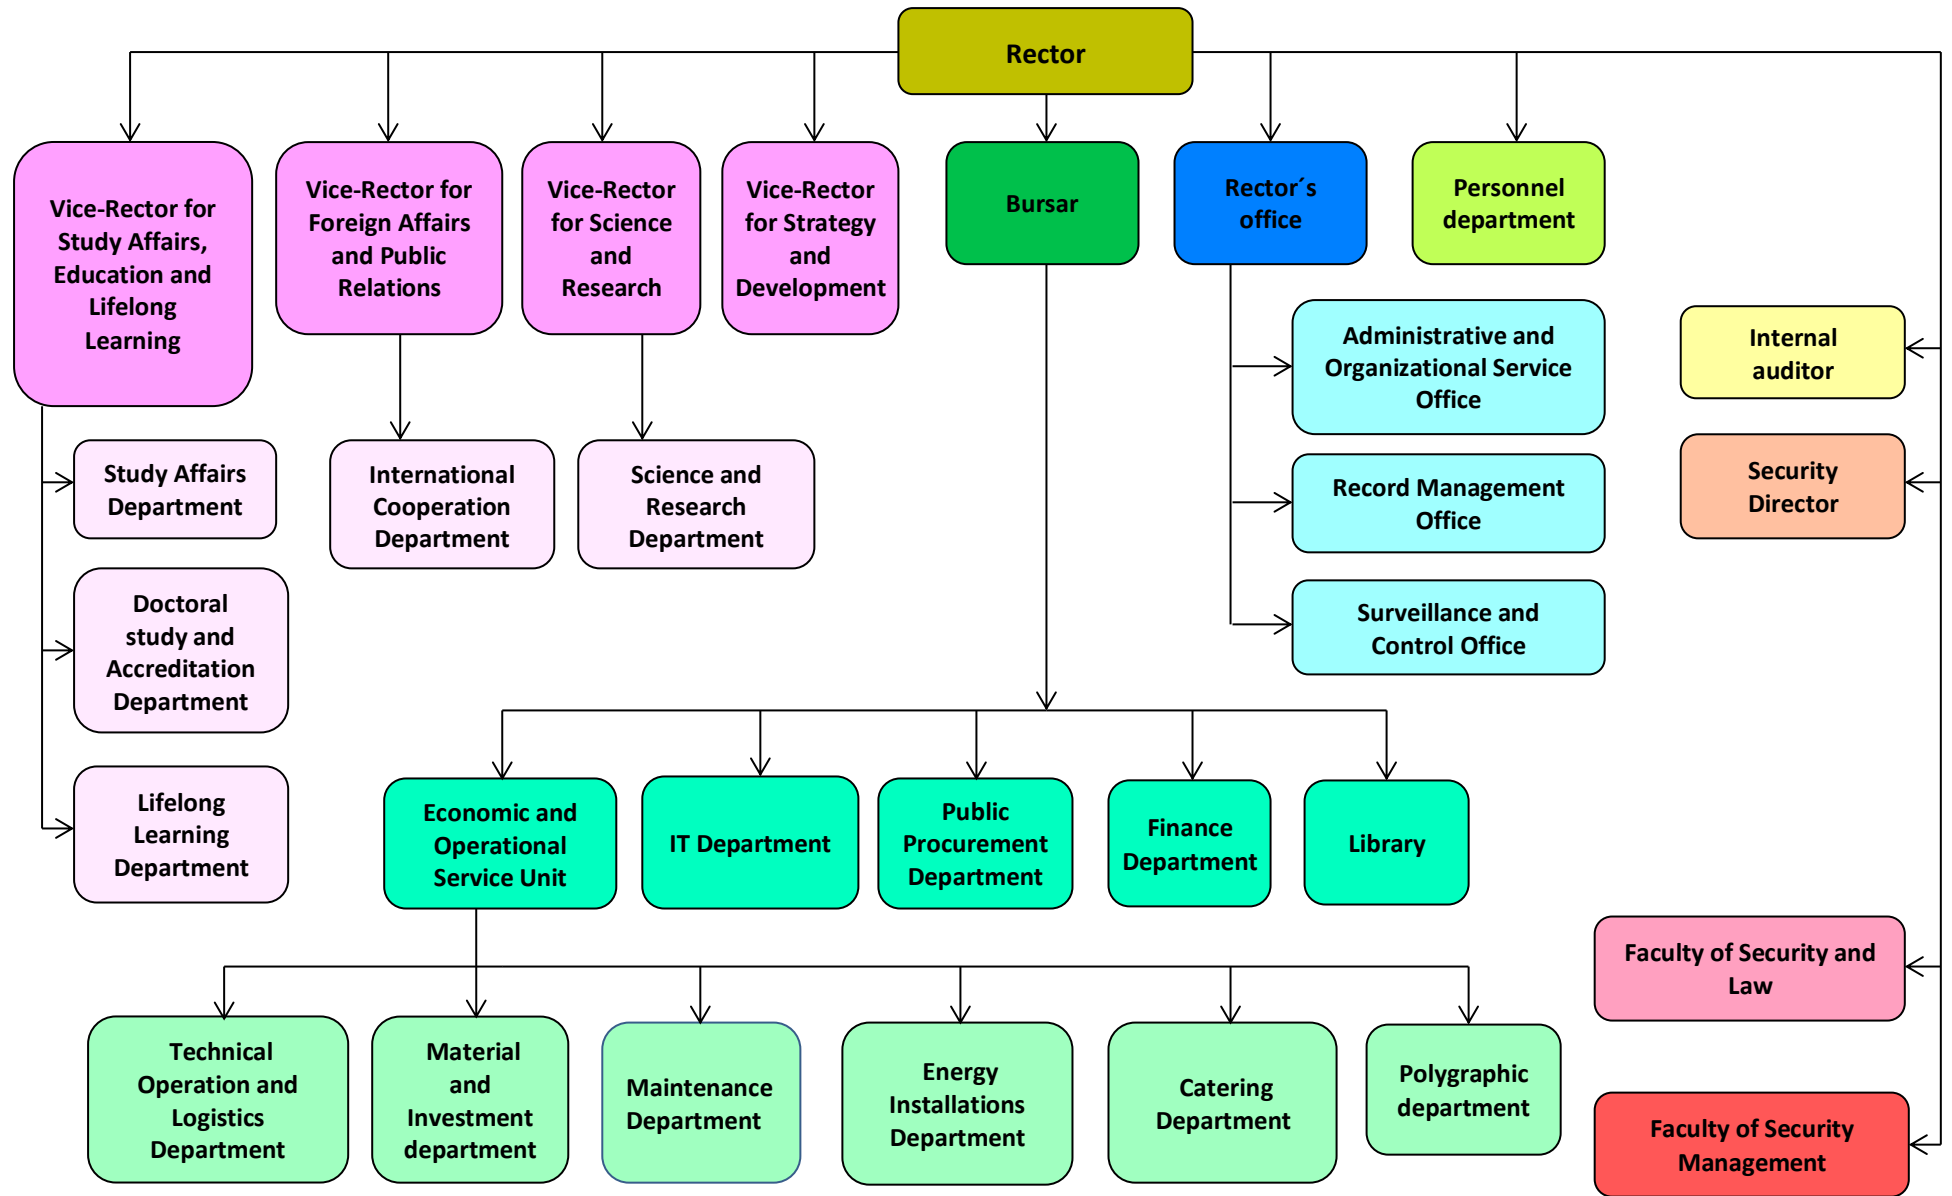 Rector
Vice-Rector for
Study Affairs,
Education and
Lifelong
Learning
Vice-Rector for
Foreign Affairs
and Public
Relations
Vice-Rector
for Science
and
Research
Vice-Rector
for Strategy
and
Development
Bursar
Rector´s
office
Personnel
department
Administrative and
Organizational Service
Office
Internal
auditor
Study Affairs
Department
International
Cooperation
Department
Science and
Research
Department
Record Management
Office
Security
Director
Doctoral
study and
Accreditation
Department
Surveillance and
Control Office
Lifelong
Learning
Department
Economic and
Operational
Service Unit
IT Department
Public
Procurement
Department
Finance
Department
Library
Faculty of Security and
Law
Technical
Operation and
Logistics
Department
Material
and
Investment
department
Maintenance
Department
Energy
Installations
Department
Catering
Department
Polygraphic
department
Faculty of Security
Management